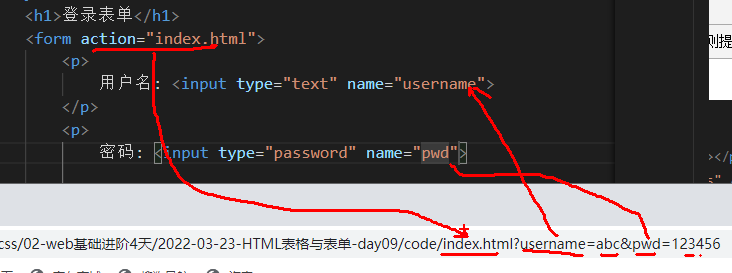 <h1>登录表单</h1>
<form action="index.html">
则提
<p>
用户名: <input type="text" name="username">
</p>
<p>
></p
密码: <input type="password" name="pwd">
s"
css/02-web基础进阶4天/2022-03-23-HTML表格与表单-day09/code/index.html?username=abc&pwd=123456